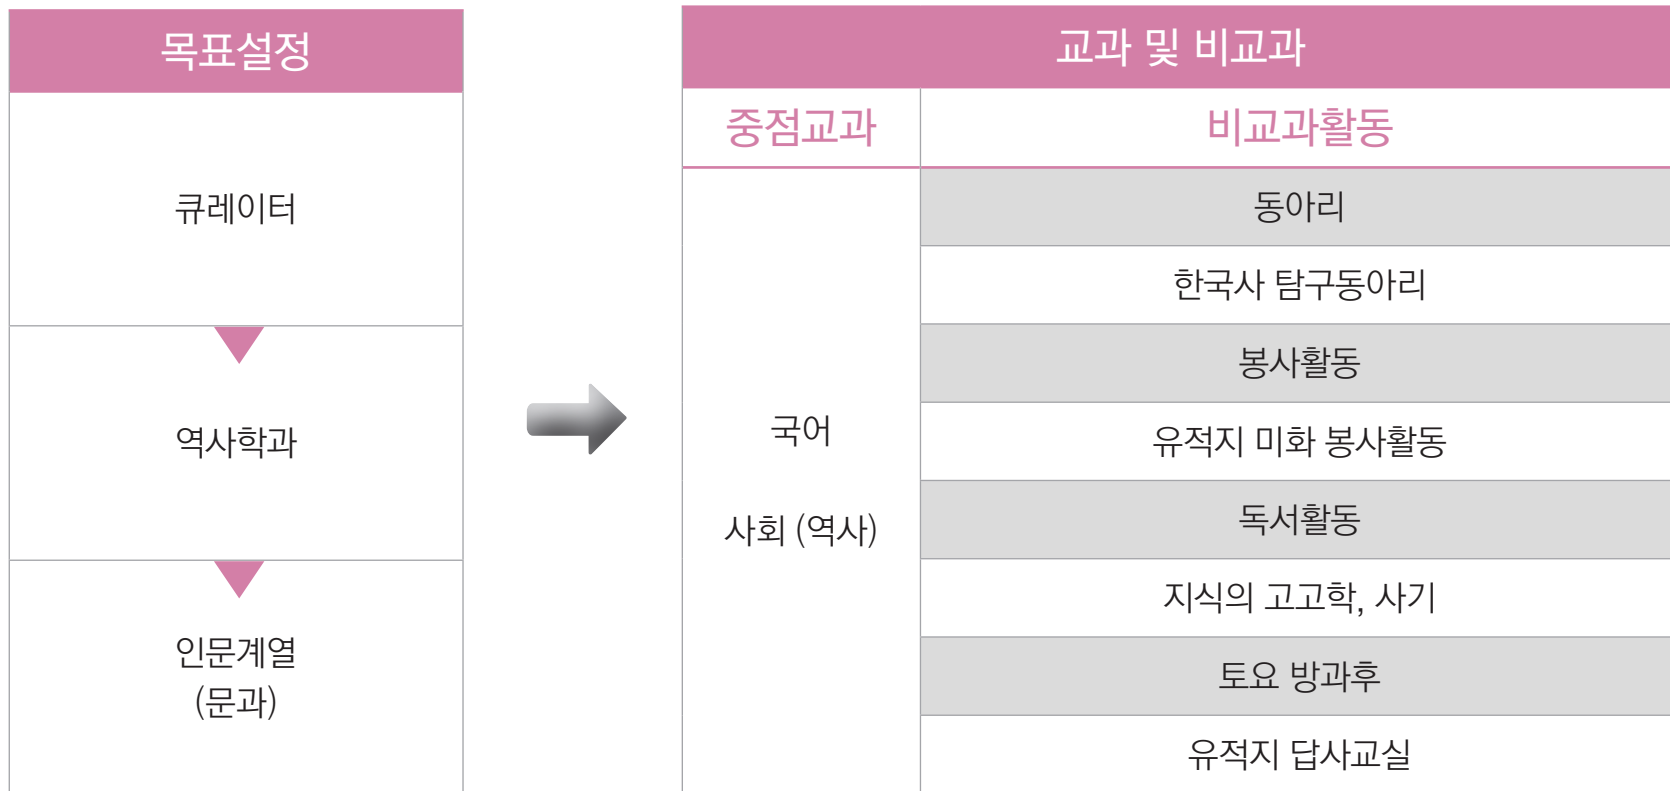 목표설정
큐레이터
역사학과
인문계열
(문과)
교과 및 비교과
중점교과
비교과활동
국어
사회 (역사)
동아리
한국사 탐구동아리
봉사활동
유적지 미화 봉사활동
독서활동
지식의 고고학, 사기
토요 방과후
유적지 답사교실